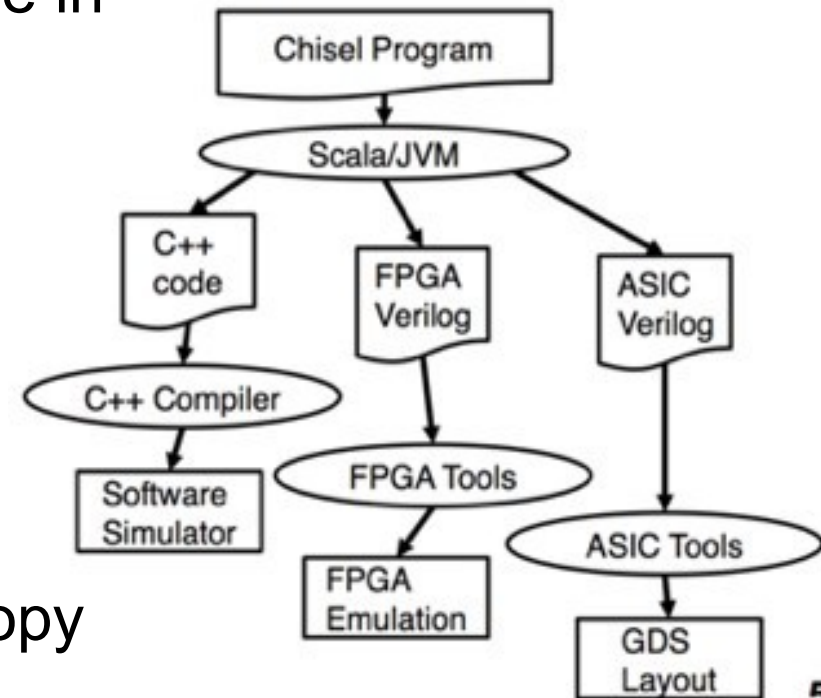 Chisel Program
Scala/JVM
C++
code
FPGA
Verilog
ASIC
Verilog
C++ Compiler
FPGA Tools
Software
Simulator
ASIC Tools
FPGA
Emulation
GDS
Layout